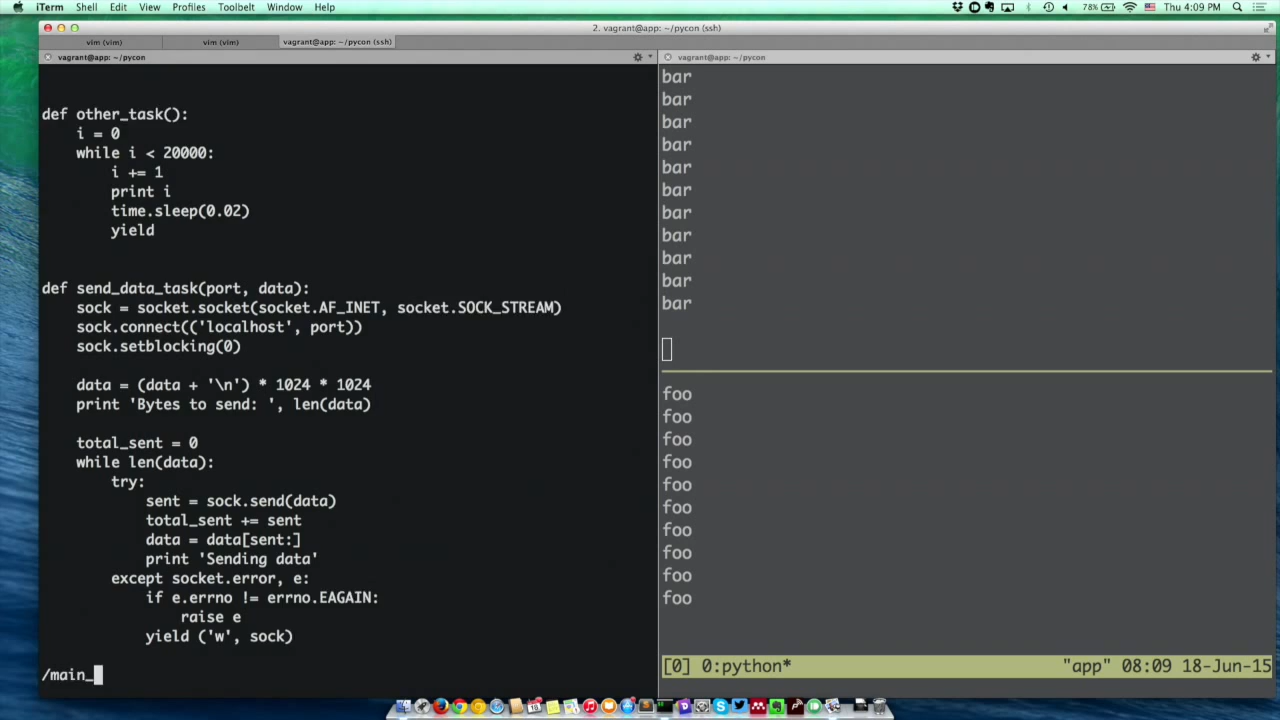 iTerm Shell Edit View Profiles Toolbelt Window Help 78% Thu 4:09 PM
2. vagrant@app: ~/pycon (ssh)
vim (vim) vim (vim) vagrant@app: ~/pycon (ssh)
vagrant@app: ~/pycon
def other_task():
    i = 0
    while i < 20000:
        i += 1
        print i
        time.sleep(0.02)
        yield
def send_data_task(port, data):
    sock = socket.socket(socket.AF_INET, socket.SOCK_STREAM)
    sock.connect(('localhost', port))
    sock.setblocking(0)
    data = (data + '\n') * 1024 * 1024
    print 'Bytes to send: ', len(data)
    total_sent = 0
    while len(data):
        try:
            sent = sock.send(data)
            total_sent += sent
            data = data[sent:]
            print 'Sending data'
        except socket.error, e:
            if e.errno != errno.EAGAIN:
                raise e
            yield ('w', sock)
/main_
vagrant@app: ~/pycon
bar
bar
bar
bar
bar
bar
bar
bar
bar
bar
bar
foo
foo
foo
foo
foo
foo
foo
foo
foo
foo
[0] 0:python* "app" 08:09 18-Jun-15